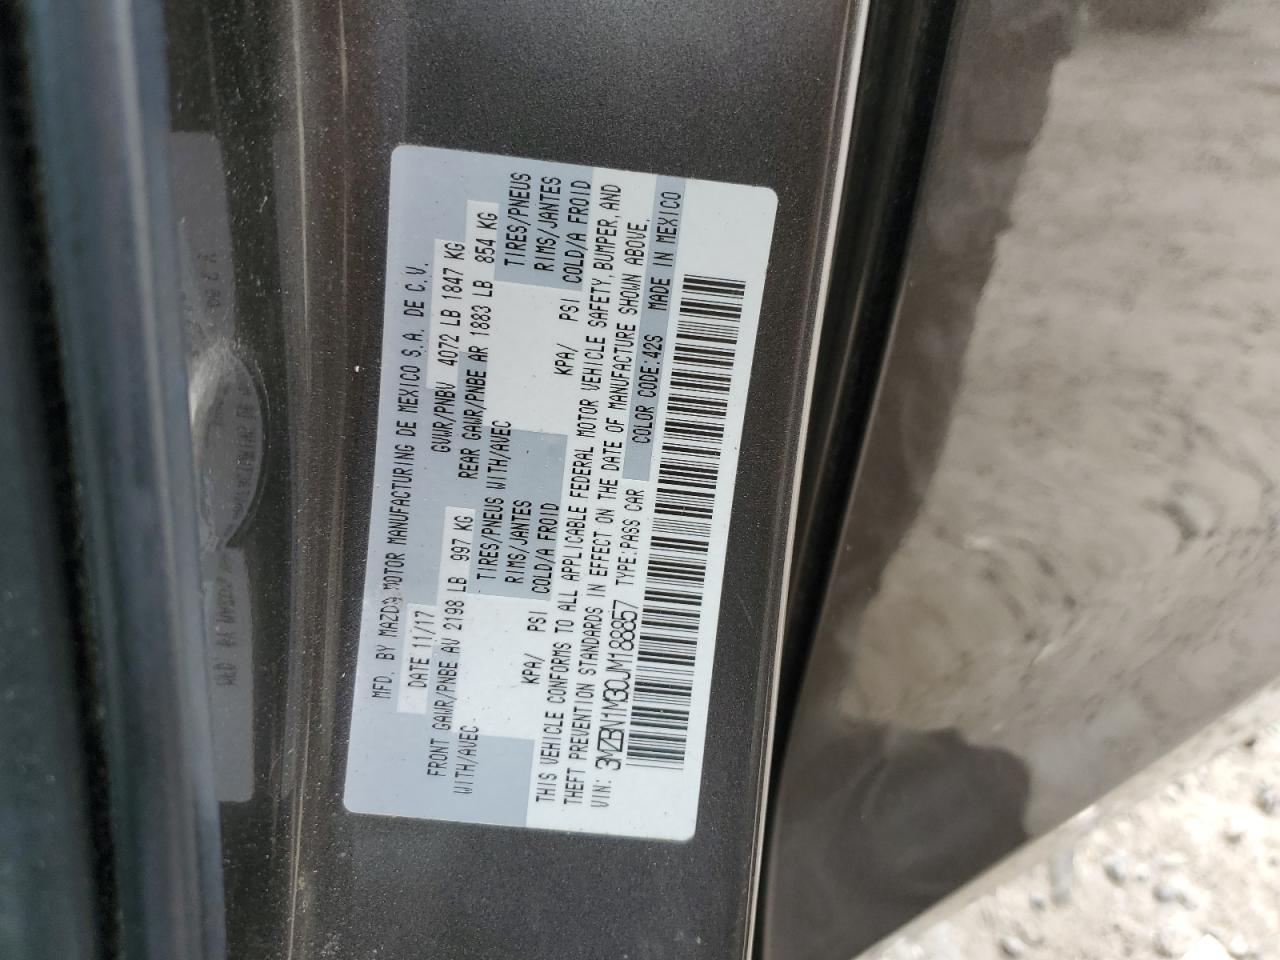 MFD. BY MAZDA MOTOR MANUFACTURING DE MEXICO S.A. DE C.V.
DATE 11/17 GVWR/PNBV 4072 LB 1847 KG
FRONT GAWR/PNBE AV 2198 LB 997 KG REAR GAWR/PNBE AR 1883 LB 854 KG
WITH/AVEC TIRES/PNEUS WITH/AVEC TIRES/PNEUS
RIMS/JANTES RIMS/JANTES
KPA/ PSI COLD/A FROID KPA/ PSI COLD/A FROID
THIS VEHICLE CONFORMS TO ALL APPLICABLE FEDERAL MOTOR VEHICLE SAFETY, BUMPER, AND
THEFT PREVENTION STANDARDS IN EFFECT ON THE DATE OF MANUFACTURE SHOWN ABOVE.
VIN: 3MZBN1M30JM188867 TYPE:PASS CAR COLOR CODE:42S MADE IN MEXICO